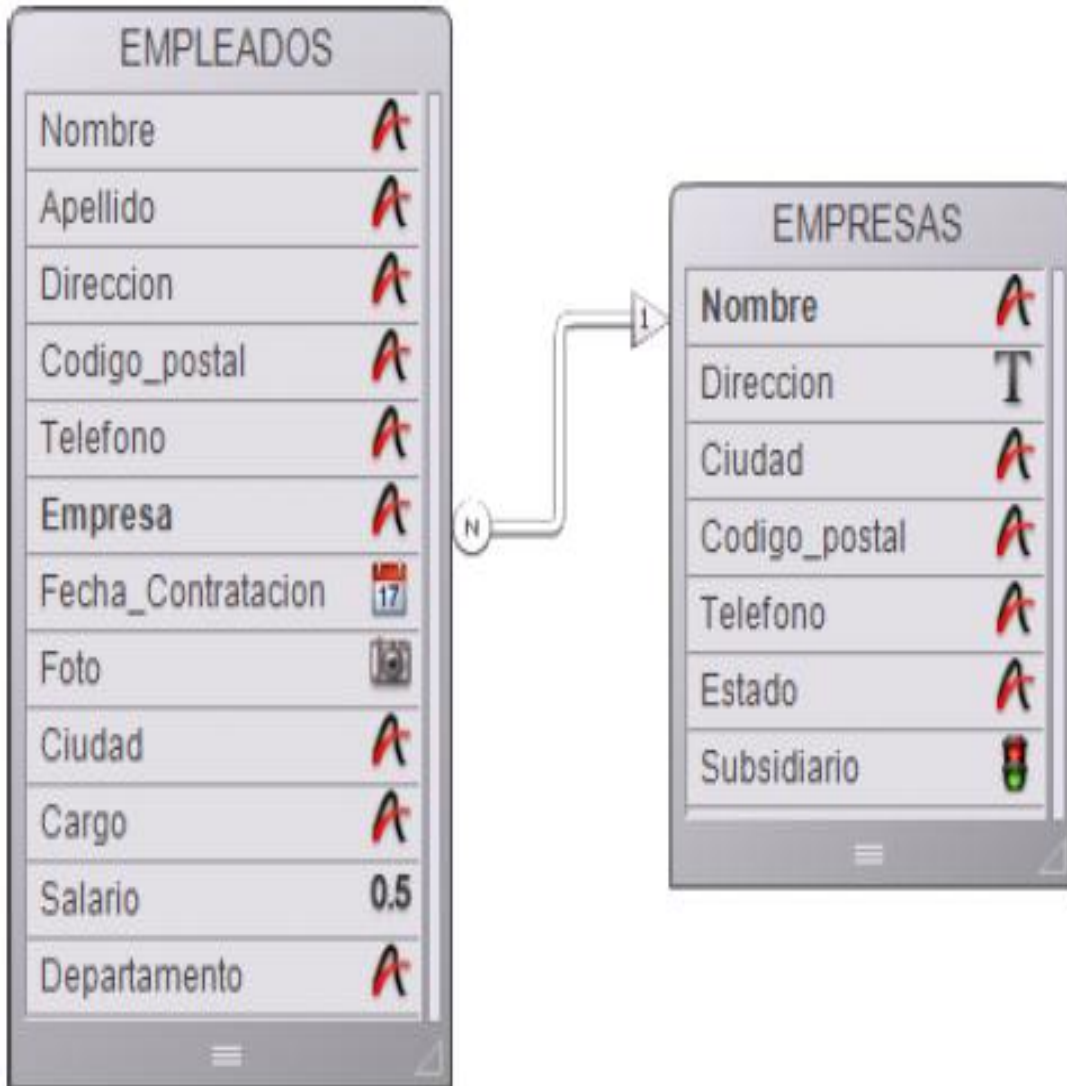 EMPLEADOS
Nombre
Apellido
Direccion
Codigo_postal
Telefono
Empresa
Fecha_Contratacion
17
Foto
Ciudad
Cargo
Salario 0.5
Departamento
N
1
EMPRESAS
Nombre
Direccion T
Ciudad
Codigo_postal
Telefono
Estado
Subsidiario